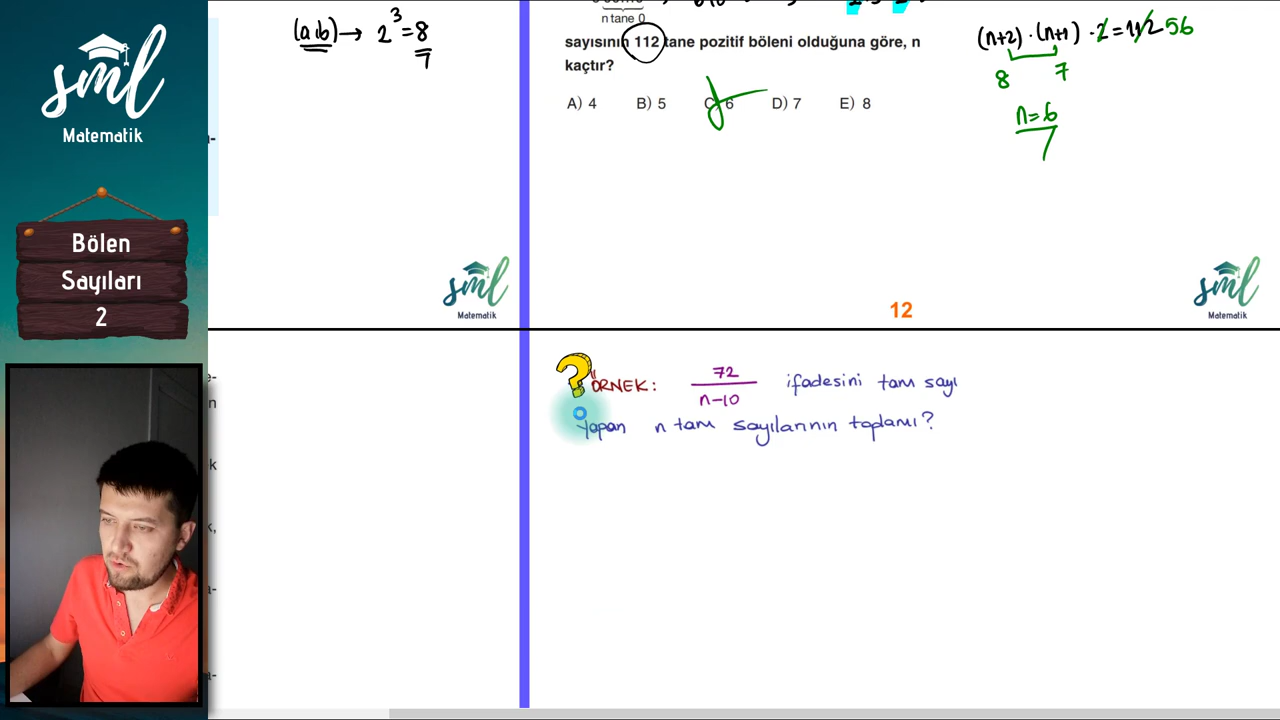 sml
Matematik
Bölen
Sayıları
2
(a,b) → 2³ = 8
n tane 0
sayısının 112 tane pozitif böleni olduğuna göre, n
kaçtır?
A) 4 B) 5 C) 6 D) 7 E) 8
(n+2) · (n+1) · 2 = 112 56
8 7
n = 6
sml
Matematik
12
sml
Matematik
ÖRNEK: 72 / n-10 ifadesini tam sayı
yapan n tam sayılarının toplamı?